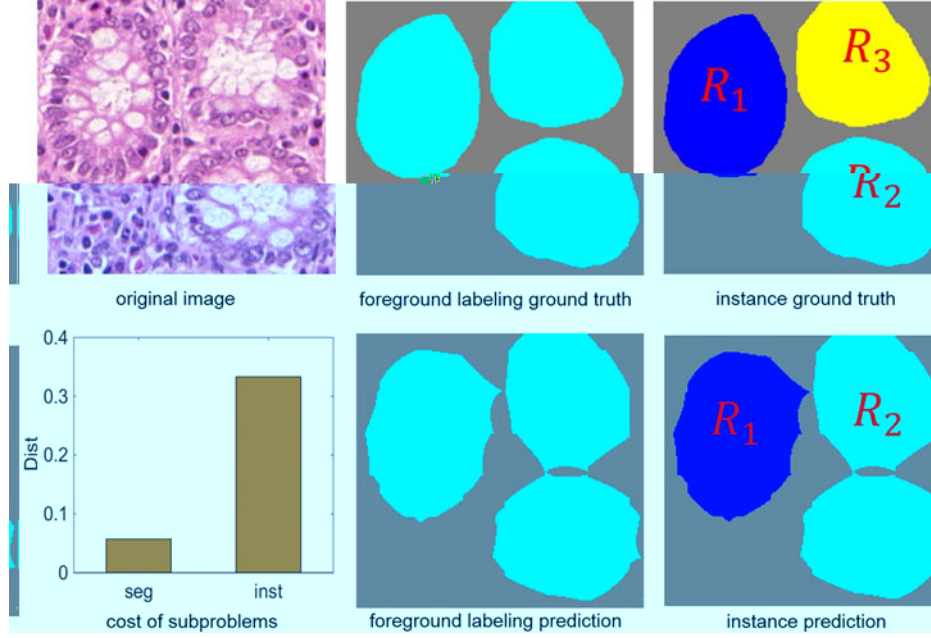 R₁
R₃
R₂
original image
foreground labeling ground truth
instance ground truth
0.4
0.3
0.2
0.1
0
Dist
seg
inst
cost of subproblems
foreground labeling prediction
R₁
R₂
instance prediction